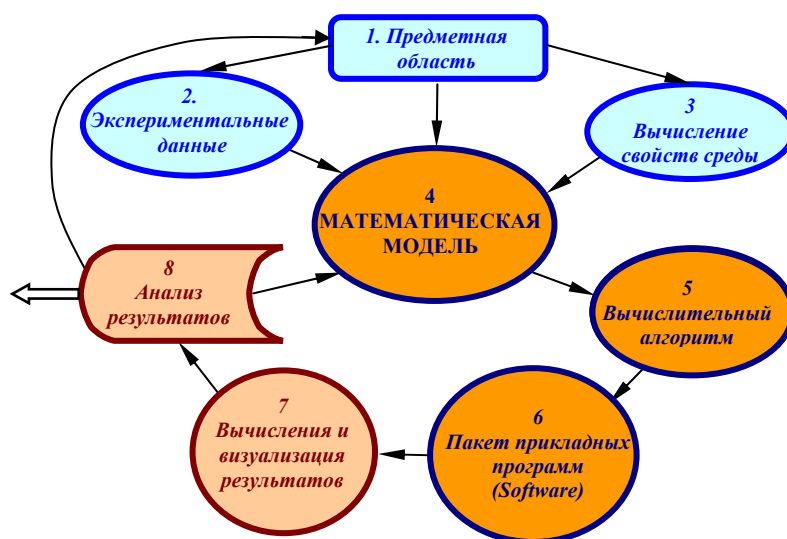 1. Предметная
область
2.
Экспериментальные
данные
3
Вычисление
свойств среды
4
МАТЕМАТИЧЕСКАЯ
МОДЕЛЬ
5
Вычислительный
алгоритм
6
Пакет прикладных
программ
(Software)
7
Вычисления и
визуализация
результатов
8
Анализ
результатов